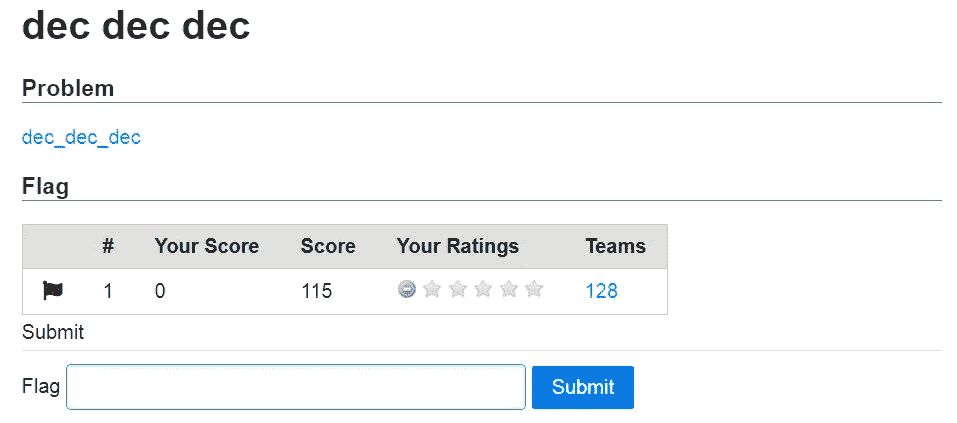 dec dec dec
Problem
dec_dec_dec
Flag
# Your Score Score Your Ratings Teams
1 0 115 128
Submit
Flag Submit